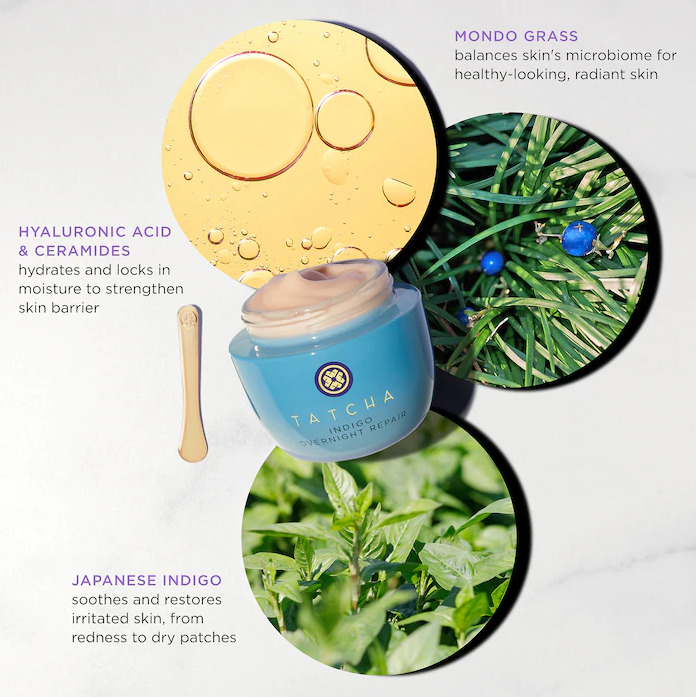 MONDO GRASS
balances skin's microbiome for
healthy-looking, radiant skin
HYALURONIC ACID
& CERAMIDES
hydrates and locks in
moisture to strengthen
skin barrier
TATCHA
INDIGO
OVERNIGHT REPAIR
JAPANESE INDIGO
soothes and restores
irritated skin, from
redness to dry patches